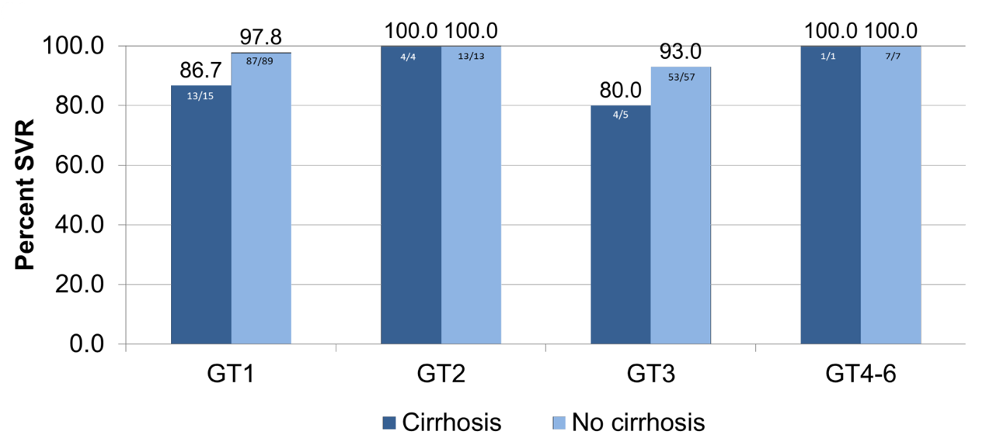 Percent SVR
100.0
80.0
60.0
40.0
20.0
0.0
86.7
13/15
97.8
87/89
100.0 100.0
4/4
13/13
80.0
4/5
93.0
53/57
100.0 100.0
1/1
7/7
GT1
GT2
GT3
GT4-6
Cirrhosis
No cirrhosis